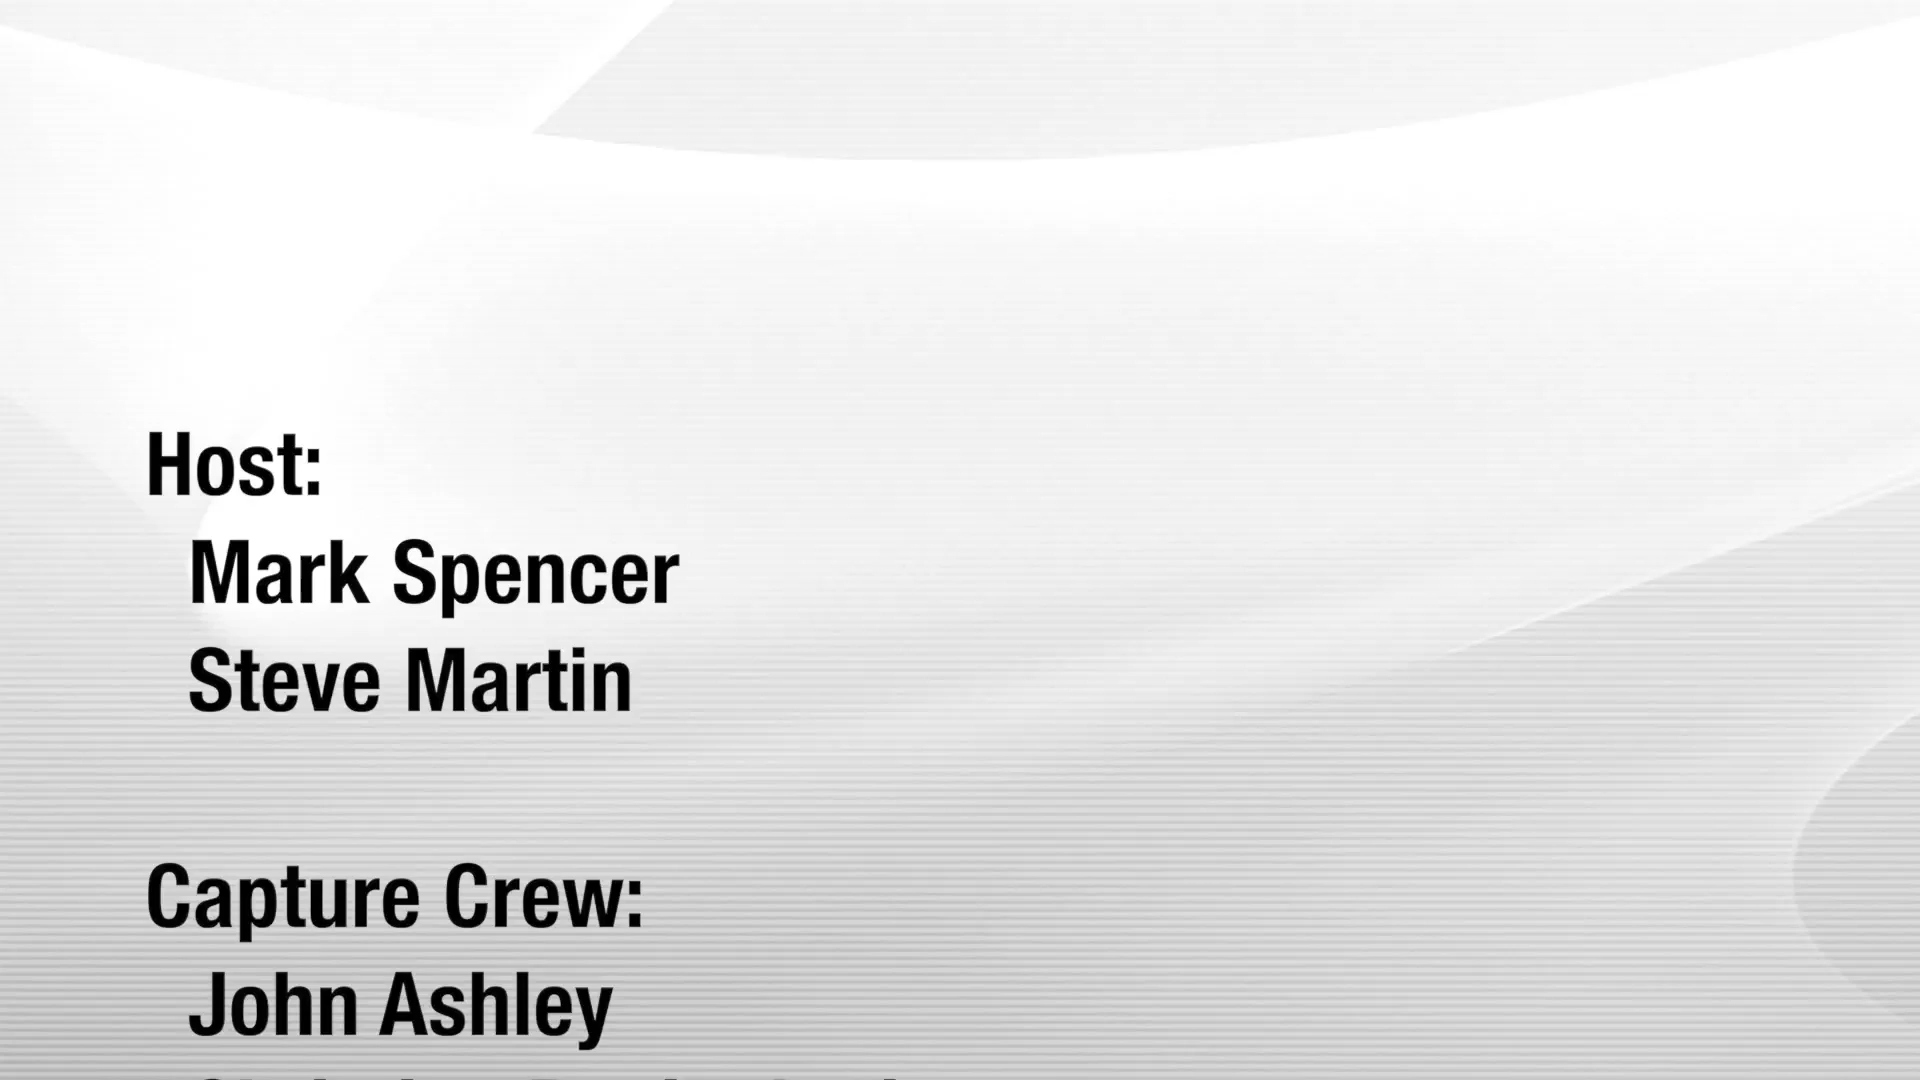 Host:
Mark Spencer
Steve Martin
Capture Crew:
John Ashley